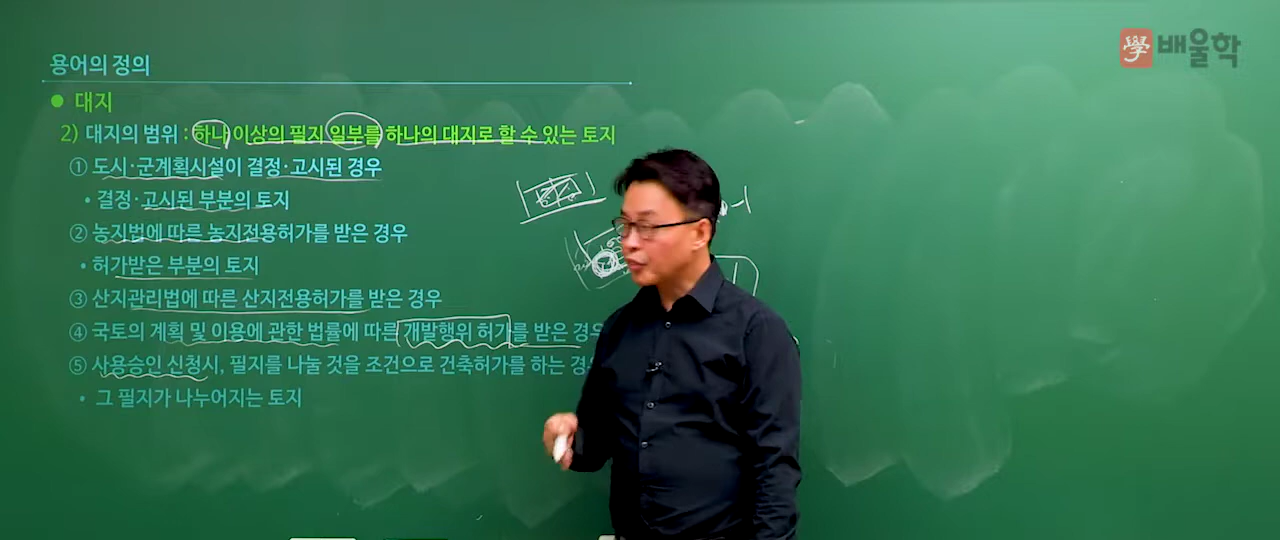 學 배울학
용어의 정의
● 대지
2) 대지의 범위 : 하나 이상의 필지 일부를 하나의 대지로 할 수 있는 토지
① 도시·군계획시설이 결정·고시된 경우
• 결정·고시된 부분의 토지
② 농지법에 따른 농지전용허가를 받은 경우
• 허가받은 부분의 토지
③ 산지관리법에 따른 산지전용허가를 받은 경우
④ 국토의 계획 및 이용에 관한 법률에 따른 개발행위 허가를 받은
⑤ 사용승인 신청시, 필지를 나눌 것을 조건으로 건축허가를 하는
• 그 필지가 나누어지는 토지